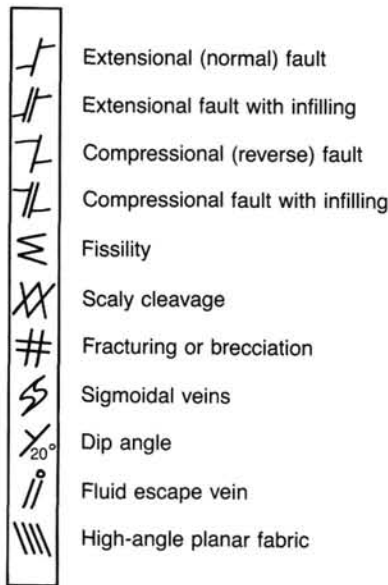 Extensional (normal) fault
Extensional fault with infilling
Compressional (reverse) fault
Compressional fault with infilling
Fissility
Scaly cleavage
Fracturing or brecciation
Sigmoidal veins
20° Dip angle
Fluid escape vein
High-angle planar fabric